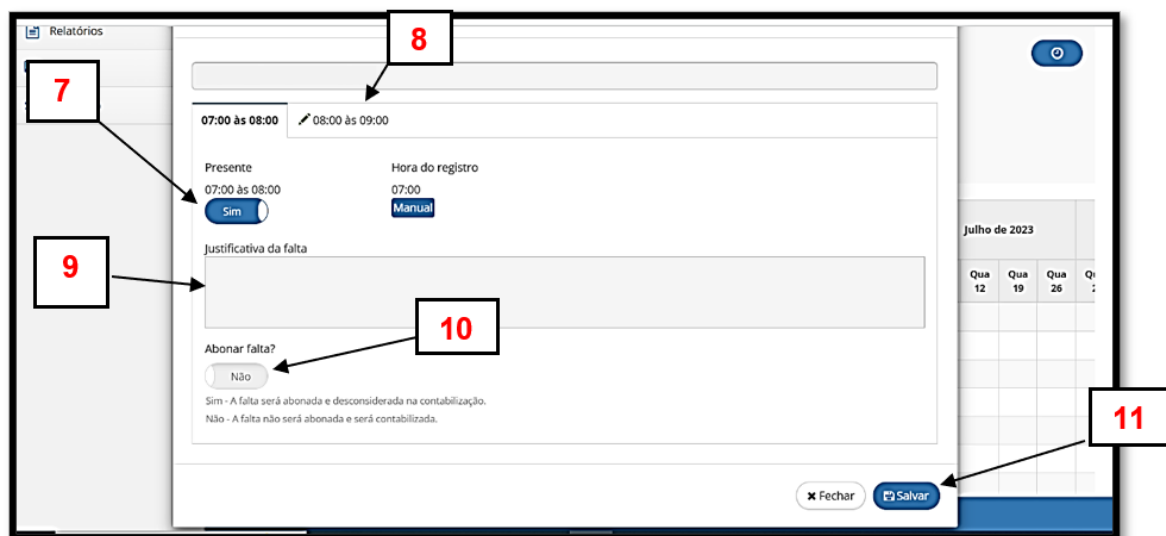 Relatórios
8
7
07:00 às 08:00
08:00 às 09:00
Presente
Hora do registro
07:00 às 08:00
07:00
Sim
Manual
Julho de 2023
Justificativa da falta
9
Qua
Qua
Qua
12
19
26
10
Abonar falta?
Não
Sim - A falta será abonada e desconsiderada na contabilização.
Não - A falta não será abonada e será contabilizada.
11
Fechar
Salvar